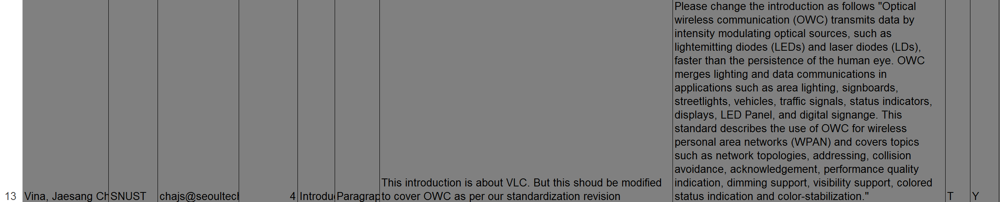 Please change the introduction as follows "Optical
wireless communication (OWC) transmits data by
intensity modulating optical sources, such as
lightemitting diodes (LEDs) and laser diodes (LDs),
faster than the persistence of the human eye. OWC
merges lighting and data communications in
applications such as area lighting, signboards,
streetlights, vehicles, traffic signals, status indicators,
displays, LED Panel, and digital signange. This
standard describes the use of OWC for wireless
personal area networks (WPAN) and covers topics
such as network topologies, addressing, collision
avoidance, acknowledgement, performance quality
This introduction is about VLC. But this shoud be modified indication, dimming support, visibility support, colored
13 Vina, Jaesang Ch SNUST chajs@seoultech 4 Introdu Paragrap to cover OWC as per our standardization revision status indication and color-stabilization." T Y